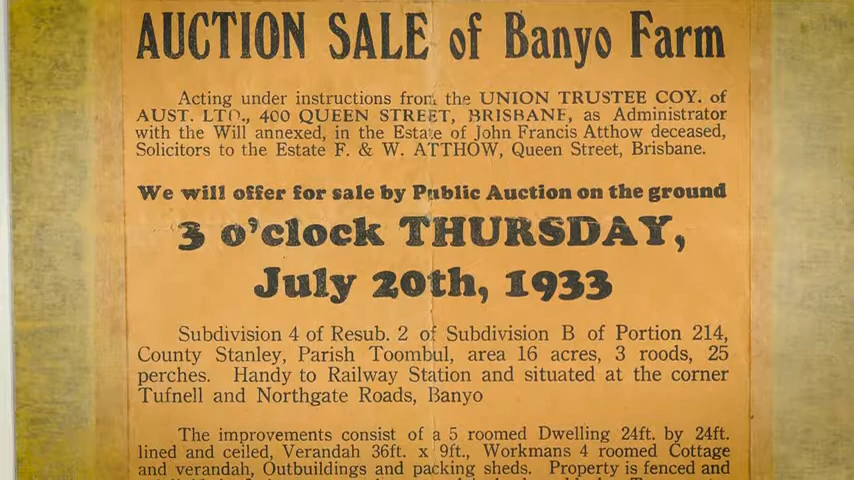 AUCTION SALE of Banyo Farm
Acting under instructions from the UNION TRUSTEE COY. of
AUST. LTD., 400 QUEEN STREET, BRISBANE, as Administrator
with the Will annexed, in the Estate of John Francis Atthow deceased,
Solicitors to the Estate F. & W. ATTHOW, Queen Street, Brisbane.
We will offer for sale by Public Auction on the ground
3 o'clock THURSDAY,
July 20th, 1933
Subdivision 4 of Resub. 2 of Subdivision B of Portion 214,
County Stanley, Parish Toombul, area 16 acres, 3 roods, 25
perches. Handy to Railway Station and situated at the corner
Tufnell and Northgate Roads, Banyo
The improvements consist of a 5 roomed Dwelling 24ft. by 24ft.
lined and ceiled, Verandah 36ft. x 9ft., Workmans 4 roomed Cottage
and verandah, Outbuildings and packing sheds. Property is fenced and